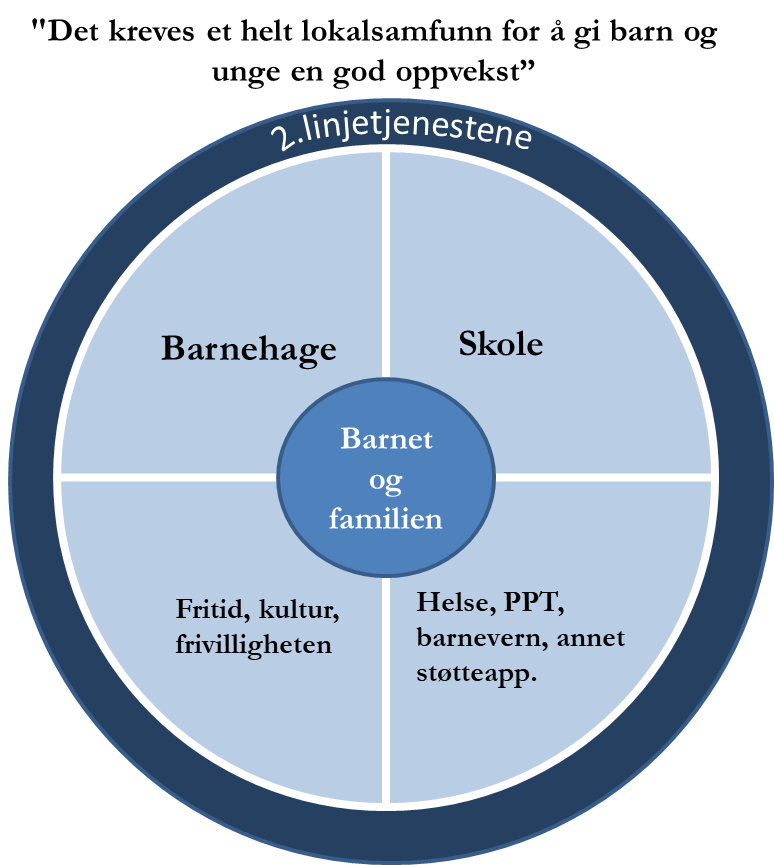 "Det kreves et helt lokalsamfunn for å gi barn og
unge en god oppvekst”
2.linjetjenestene
Barnehage
Skole
Barnet
og
familien
Fritid, kultur,
frivilligheten
Helse, PPT,
barnevern, annet
støtteapp.